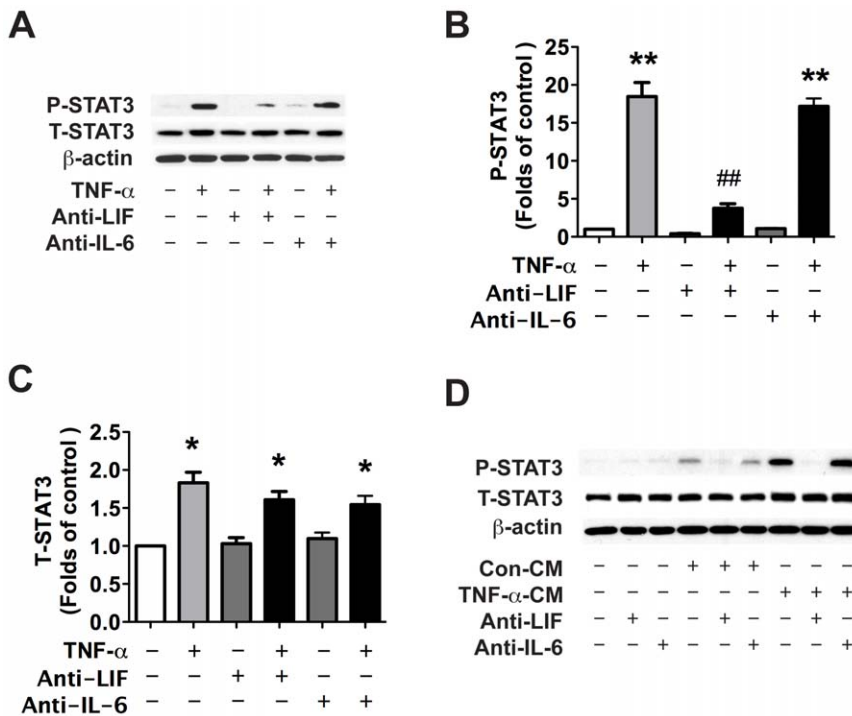 A
P-STAT3
T-STAT3
β-actin
TNF-α − + − + − +
Anti-LIF − − + + − −
Anti-IL-6 − − − − + +
B
P-STAT3
(Folds of control )
25
20
15
10
5
0
** ## **
TNF-α − + − + − +
Anti-LIF − − + + − −
Anti-IL-6 − − − − + +
C
T-STAT3
(Folds of control )
2.5
2.0
1.5
1.0
0.5
0.0
* * *
TNF-α − + − + − +
Anti-LIF − − + + − −
Anti-IL-6 − − − − + +
D
P-STAT3
T-STAT3
β-actin
Con-CM − − − + + + − − −
TNF-α-CM − − − − − − + + +
Anti-LIF − + − − + − − + −
Anti-IL-6 − − + − − + − − +